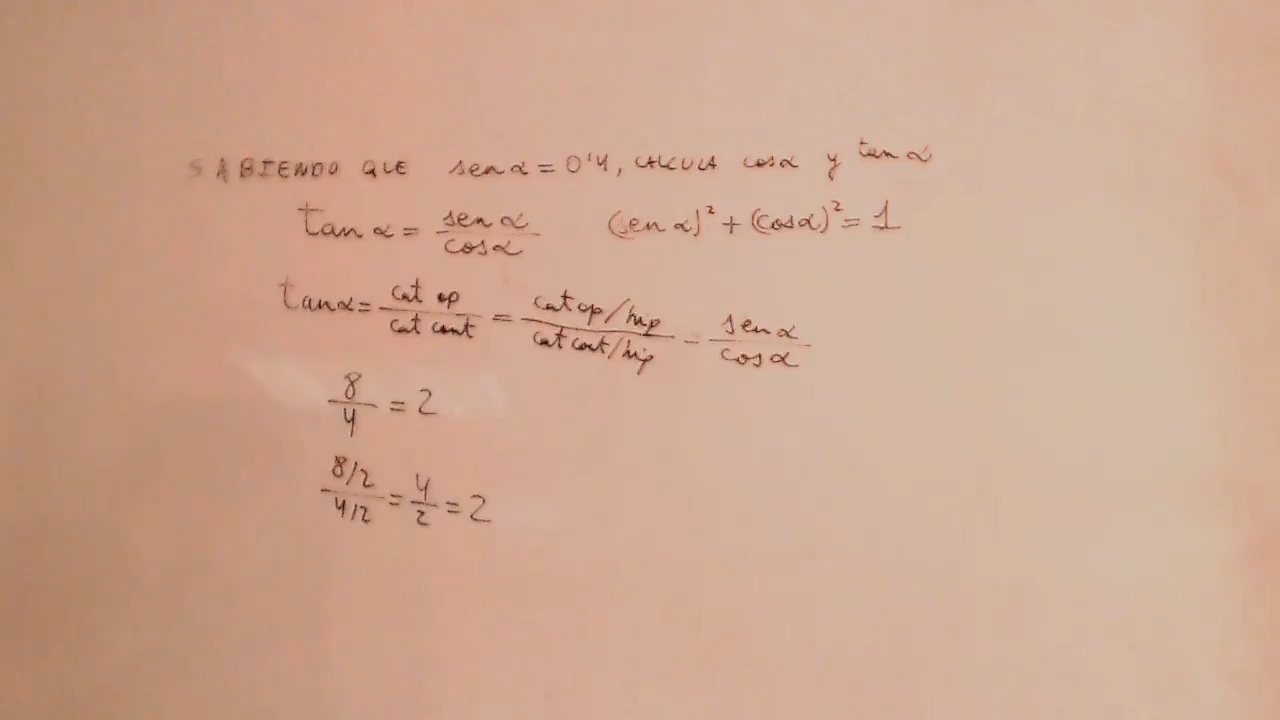 SABIENDO QUE sen α = 0'4, CALCULA cos α y tan α
tan α = sen α / cos α (sen α)² + (cos α)² = 1
tan α = cat op / cat cont = cat op/hip / cat cont/hip = sen α / cos α
8/4 = 2
8/2 / 4/2 = 4/2 = 2